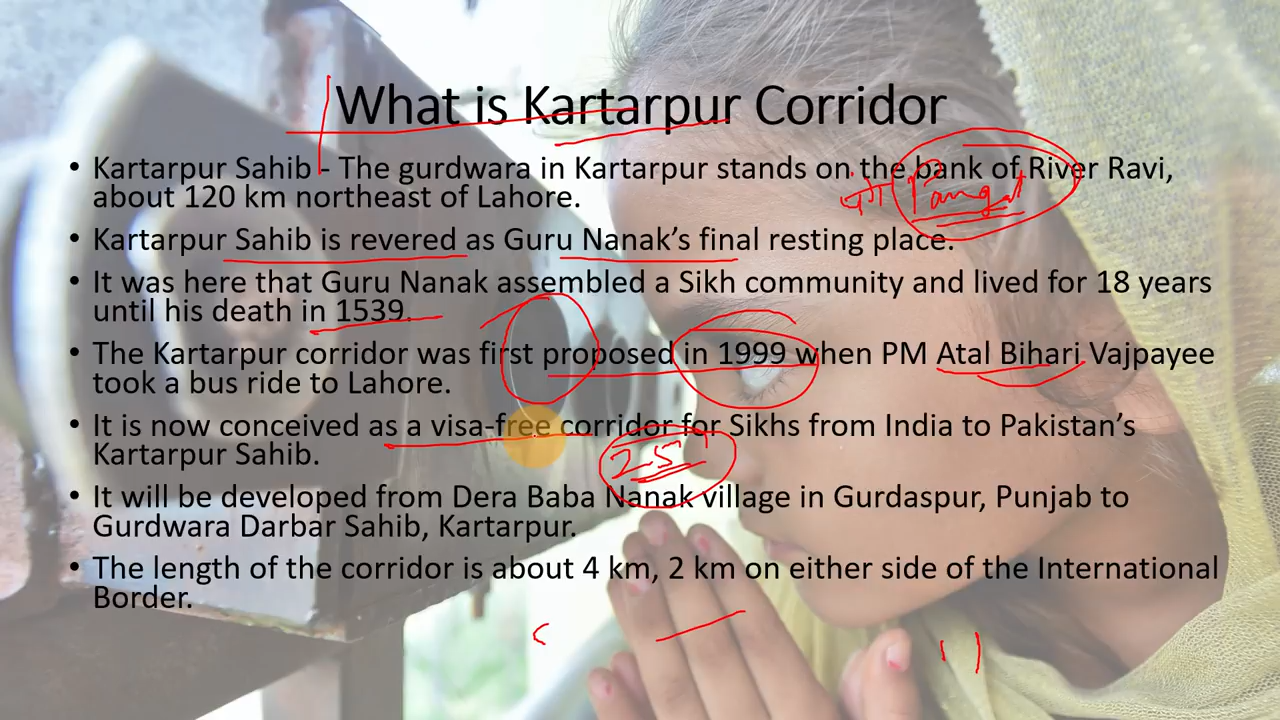 What is Kartarpur Corridor
• Kartarpur Sahib - The gurdwara in Kartarpur stands on the bank of River Ravi,
about 120 km northeast of Lahore.
Pangat
• Kartarpur Sahib is revered as Guru Nanak’s final resting place.
• It was here that Guru Nanak assembled a Sikh community and lived for 18 years
until his death in 1539.
• The Kartarpur corridor was first proposed in 1999 when PM Atal Bihari Vajpayee
took a bus ride to Lahore.
• It is now conceived as a visa-free corridor for Sikhs from India to Pakistan’s
Kartarpur Sahib.
25
• It will be developed from Dera Baba Nanak village in Gurdaspur, Punjab to
Gurdwara Darbar Sahib, Kartarpur.
• The length of the corridor is about 4 km, 2 km on either side of the International
Border.